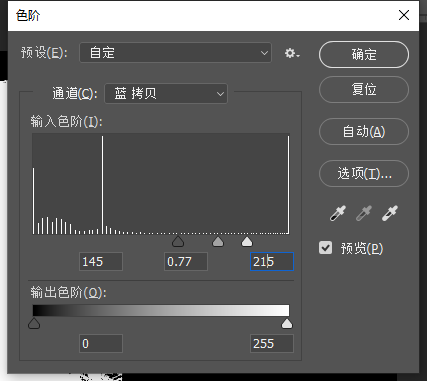 色阶
预设(E): 自定
确定
复位
通道(C): 蓝 拷贝
自动(A)
输入色阶(I):
选项(T)...
预览(P)
145 0.77 215
输出色阶(O):
0 255